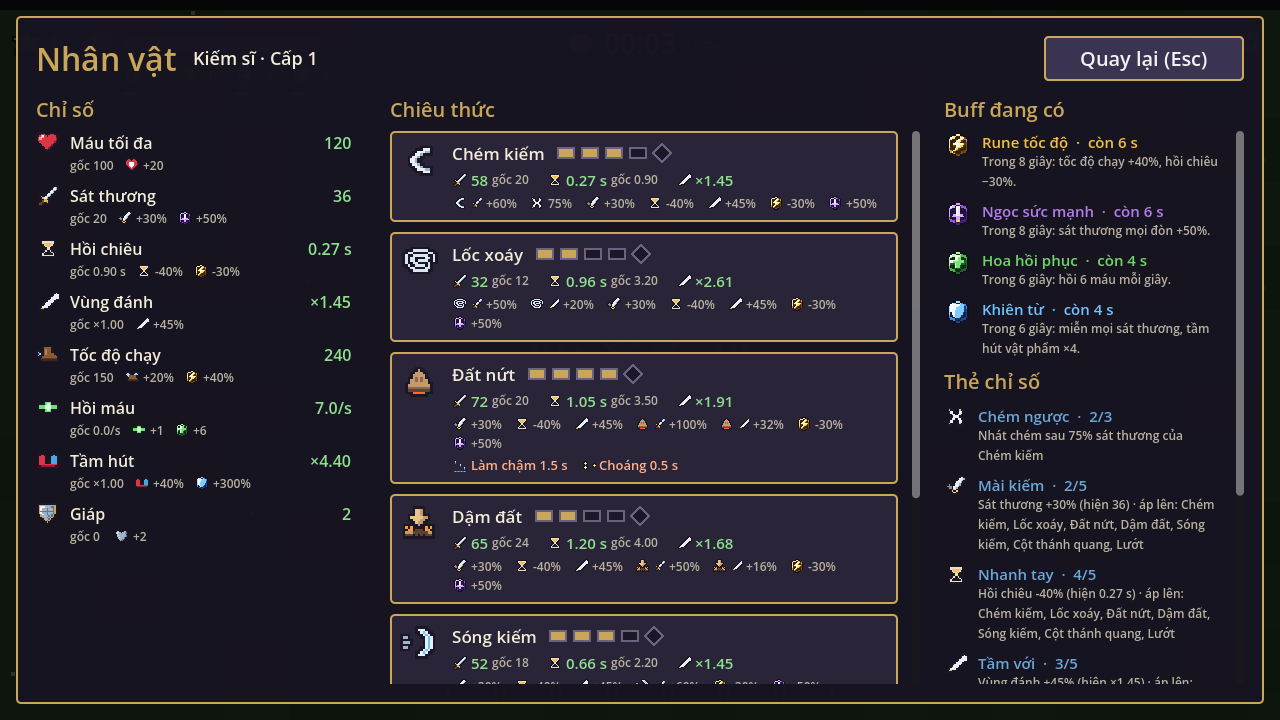 Nhân vật
Kiếm sĩ · Cấp 1
Quay lại (Esc)
Chỉ số
Máu tối đa 120
gốc 100 +20
Sát thương 36
gốc 20 +30% +50%
Hồi chiêu 0.27 s
gốc 0.90 s -40% -30%
Vùng đánh ×1.45
gốc ×1.00 +45%
Tốc độ chạy 240
gốc 150 +20% +40%
Hồi máu 7.0/s
gốc 0.0/s +1 +6
Tầm hút ×4.40
gốc ×1.00 +40% +300%
Giáp 2
gốc 0 +2
Chiêu thức
Chém kiếm
58 gốc 20 0.27 s gốc 0.90 ×1.45
+60% 75% +30% -40% +45% -30% +50%
Lốc xoáy
32 gốc 12 0.96 s gốc 3.20 ×2.61
+50% +20% +30% -40% +45% -30%
+50%
Đất nứt
72 gốc 20 1.05 s gốc 3.50 ×1.91
+30% -40% +45% +100% +32% -30%
+50%
Làm chậm 1.5 s Choáng 0.5 s
Dậm đất
65 gốc 24 1.20 s gốc 4.00 ×1.68
+30% -40% +45% +50% +16% -30%
+50%
Sóng kiếm
52 gốc 18 0.66 s gốc 2.20 ×1.45
Buff đang có
Rune tốc độ · còn 6 s
Trong 8 giây: tốc độ chạy +40%, hồi chiêu
−30%.
Ngọc sức mạnh · còn 6 s
Trong 8 giây: sát thương mọi đòn +50%.
Hoa hồi phục · còn 4 s
Trong 6 giây: hồi 6 máu mỗi giây.
Khiên từ · còn 4 s
Trong 6 giây: miễn mọi sát thương, tầm
hút vật phẩm ×4.
Thẻ chỉ số
Chém ngược · 2/3
Nhát chém sau 75% sát thương của
Chém kiếm
Mài kiếm · 2/5
Sát thương +30% (hiện 36) · áp lên: Chém
kiếm, Lốc xoáy, Đất nứt, Dậm đất, Sóng
kiếm, Cột thánh quang, Lướt
Nhanh tay · 4/5
Hồi chiêu -40% (hiện 0.27 s) · áp lên:
Chém kiếm, Lốc xoáy, Đất nứt, Dậm đất,
Sóng kiếm, Cột thánh quang, Lướt
Tầm với · 3/5
Vùng đánh +45% (hiện ×1.45) · áp lên: